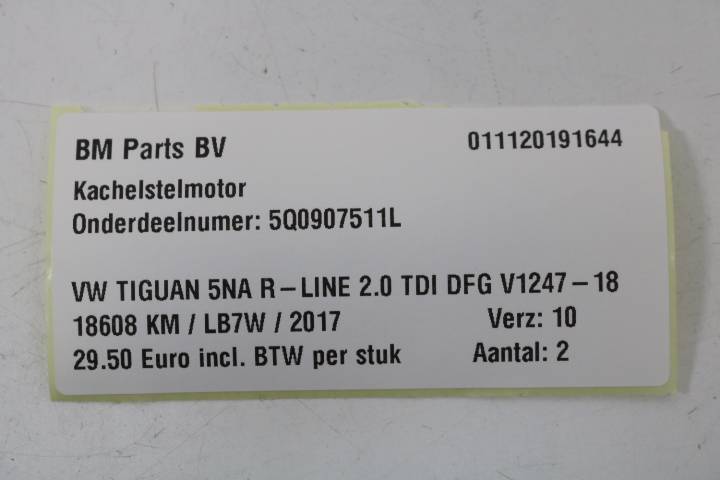 BM Parts BV 011120191644
Kachelstelmotor
Onderdeelnumer: 5Q0907511L
VW TIGUAN 5NA R-LINE 2.0 TDI DFG V1247-18
18608 KM / LB7W / 2017 Verz: 10
29.50 Euro incl. BTW per stuk Aantal: 2